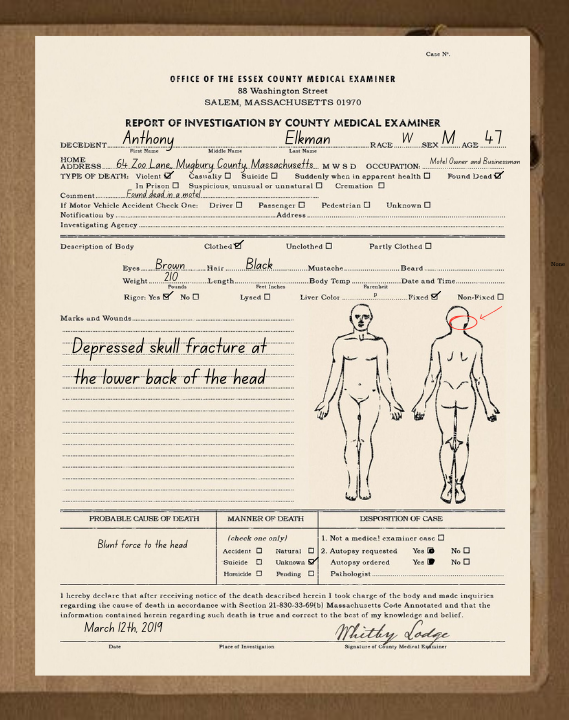 Case Nº.
OFFICE OF THE ESSEX COUNTY MEDICAL EXAMINER
88 Washington Street
SALEM, MASSACHUSETTS 01970
REPORT OF INVESTIGATION BY COUNTY MEDICAL EXAMINER
DECEDENT Anthony Elkman RACE W SEX M AGE 47
First Name Middle Name Last Name
HOME ADDRESS 64 Zoo Lane, Mugbury County, Massachusetts M W S D OCCUPATION: Motel Owner and Businessman
TYPE OF DEATH: Violent ☑ Casualty ☐ Suicide ☐ Suddenly when in apparent health ☐ Found Dead ☑
In Prison ☐ Suspicious, unusual or unnatural ☐ Cremation ☐
Comment Found dead in a motel
If Motor Vehicle Accident Check One: Driver ☐ Passenger ☐ Pedestrian ☐ Unknown ☐
Notification by Address
Investigating Agency
Description of Body Clothed ☑ Unclothed ☐ Partly Clothed ☐
Eyes Brown Hair Black Mustache Beard
Weight 210 Length Body Temp Date and Time
Pounds Feet Inches Farenheit
Rigor: Yes ☑ No ☐ Lysed ☐ Liver Color P Fixed ☑ Non-Fixed ☐
Marks and Wounds
Depressed skull fracture at
the lower back of the head
PROBABLE CAUSE OF DEATH MANNER OF DEATH DISPOSITION OF CASE
Blunt force to the head
(check one only)
Accident ☐ Natural ☐
Suicide ☐ Unknown ☑
Homicide ☐ Pending ☐
1. Not a medical examiner case ☐
2. Autopsy requested Yes ☑ No ☐
Autopsy ordered Yes ☑ No ☐
Pathologist
I hereby declare that after receiving notice of the death described herein I took charge of the body and made inquiries
regarding the cause of death in accordance with Section 21-830-33-69(b) Massachusetts Code Annotated and that the
information contained herein regarding such death is true and correct to the best of my knowledge and belief.
March 12th, 2019 Whitby Lodge
Date Place of Investigation Signature of County Medical Examiner